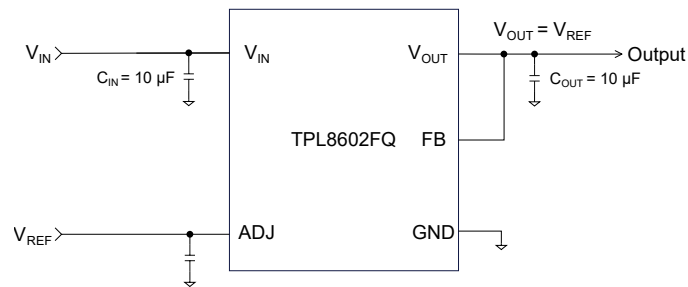 V_OUT = V_REF
V_IN
V_IN
V_OUT
Output
C_IN = 10 µF
C_OUT = 10 µF
TPL8602FQ
FB
V_REF
ADJ
GND